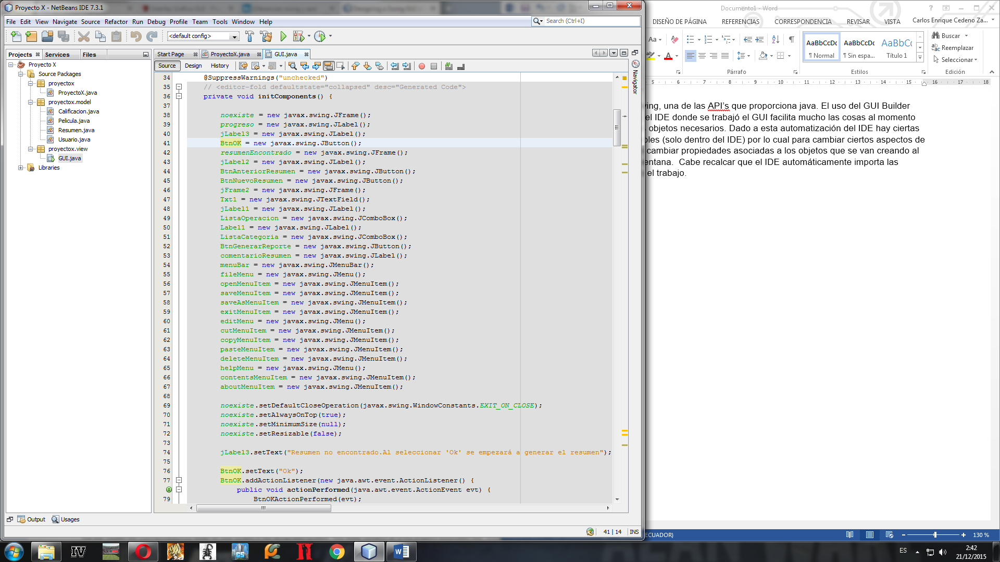 Proyecto X - NetBeans IDE 7.3.1
File Edit View Navigate Source Refactor Run Debug Profile Team Tools Window Help
Search (Ctrl+I)
<default config>
Projects Services Files
Proyecto X
Source Packages
proyectox
ProyectoX.java
proyectox.model
Calificacion.java
Pelicula.java
Resumen.java
Usuario.java
proyectox.view
GUI.java
Libraries
Start Page ProyectoX.java GUI.java
Source Design History
Navigator
34 @SuppressWarnings("unchecked")
35 // <editor-fold defaultstate="collapsed" desc="Generated Code">
36 private void initComponents() {
37
38 noexiste = new javax.swing.JFrame();
39 progreso = new javax.swing.JLabel();
40 jLabel3 = new javax.swing.JLabel();
41 BtnOK = new javax.swing.JButton();
42 resumenEncontrado = new javax.swing.JFrame();
43 jLabel2 = new javax.swing.JLabel();
44 BtnAnteriorResumen = new javax.swing.JButton();
45 BtnNuevoResumen = new javax.swing.JButton();
46 jFrame2 = new javax.swing.JFrame();
47 Txt1 = new javax.swing.JTextField();
48 jLabel1 = new javax.swing.JLabel();
49 ListaOperacion = new javax.swing.JComboBox();
50 Label1 = new javax.swing.JLabel();
51 ListaCategoria = new javax.swing.JComboBox();
52 BtnGenerarReporte = new javax.swing.JButton();
53 comentarioResumen = new javax.swing.JLabel();
54 menuBar = new javax.swing.JMenuBar();
55 fileMenu = new javax.swing.JMenu();
56 openMenuItem = new javax.swing.JMenuItem();
57 saveMenuItem = new javax.swing.JMenuItem();
58 saveAsMenuItem = new javax.swing.JMenuItem();
59 exitMenuItem = new javax.swing.JMenuItem();
60 editMenu = new javax.swing.JMenu();
61 cutMenuItem = new javax.swing.JMenuItem();
62 copyMenuItem = new javax.swing.JMenuItem();
63 pasteMenuItem = new javax.swing.JMenuItem();
64 deleteMenuItem = new javax.swing.JMenuItem();
65 helpMenu = new javax.swing.JMenu();
66 contentsMenuItem = new javax.swing.JMenuItem();
67 aboutMenuItem = new javax.swing.JMenuItem();
68
69 noexiste.setDefaultCloseOperation(javax.swing.WindowConstants.EXIT_ON_CLOSE);
70 noexiste.setAlwaysOnTop(true);
71 noexiste.setMinimumSize(null);
72 noexiste.setResizable(false);
73
74 jLabel3.setText("Resumen no encontrado.Al seleccionar 'Ok' se empezará a generar el resumen");
75
76 BtnOK.setText("Ok");
77 BtnOK.addActionListener(new java.awt.event.ActionListener() {
public void actionPerformed(java.awt.event.ActionEvent evt) {
79 BtnOKActionPerformed(evt);
Output Usages
41 | 14 INS
Documento1 - Word
DISEÑO DE PÁGINA REFERENCIAS CORRESPONDENCIA REVISAR VISTA Carlos Enrique Cedeno Za...
Aa
AaBbCcDc AaBbCcDc AaBbC
¶ Normal ¶ Sin espa... Título 1
Buscar
Reemplazar
Seleccionar
Párrafo Estilos Edición
5 6 7 8 9 10 11 12 13 14 15 16 17 18
ving, una de las API's que proporciona java. El uso del GUI Builder
el IDE donde se trabajó el GUI facilita mucho las cosas al momento
objetos necesarios. Dado a esta automatización del IDE hay ciertas
bles (solo dentro del IDE) por lo cual para cambiar ciertos aspectos de
cambiar propiedades asociadas a los objetos que se van creando al
entana. Cabe recalcar que el IDE automáticamente importa las
el trabajo.
ECUADOR)
130 %
IV
ES
2:42
21/12/2015